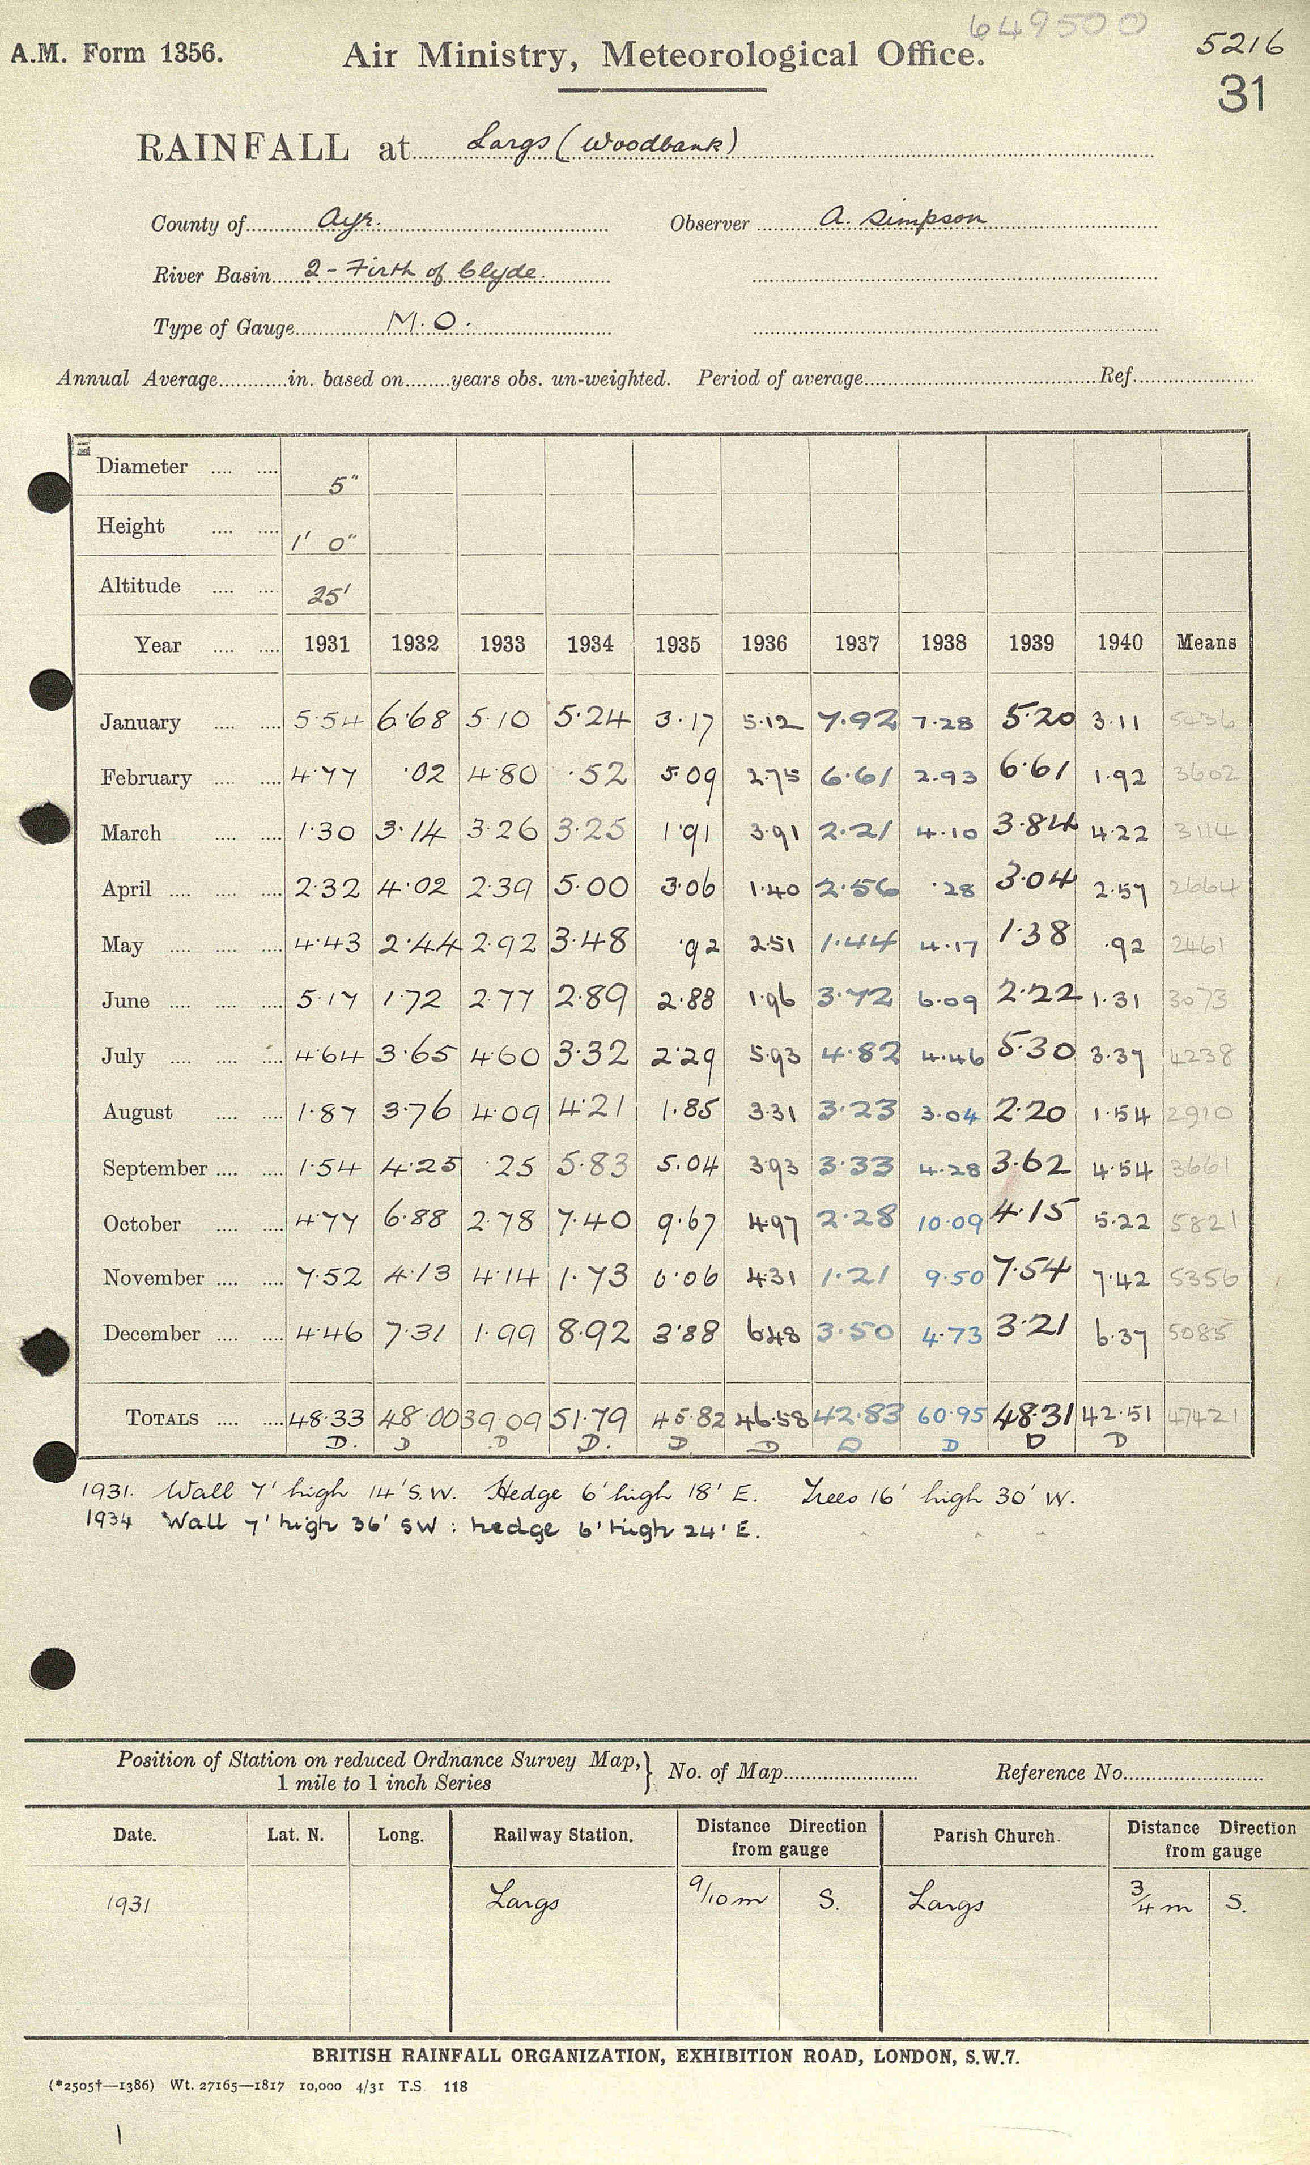 649500
A.M. Form 1356. Air Ministry, Meteorological Office. 5216
31
RAINFALL at Largs (Woodbank)
County of Ayr. Observer A. Simpson
River Basin 2 - Firth of Clyde.
Type of Gauge M.O.
Annual Average in. based on years obs. un-weighted. Period of average Ref.
Diameter 5"
Height 1' 0"
Altitude 25'
Year 1931 1932 1933 1934 1935 1936 1937 1938 1939 1940 Means
January 5.54 6.68 5.10 5.24 3.17 5.12 7.92 7.28 5.20 3.11 5436
February 4.77 .02 4.80 .52 5.09 2.75 6.61 2.93 6.61 1.92 3602
March 1.30 3.14 3.26 3.25 1.91 3.91 2.21 4.10 3.84 4.22 3114
April 2.32 4.02 2.39 5.00 3.06 1.40 2.56 .28 3.04 2.57 2664
May 4.43 2.44 2.92 3.48 .92 2.51 1.44 4.17 1.38 .92 2461
June 5.17 1.72 2.77 2.89 2.88 1.96 3.72 6.09 2.22 1.31 3073
July 4.64 3.65 4.60 3.32 2.29 5.93 4.82 4.46 5.30 3.37 4238
August 1.87 3.76 4.09 4.21 1.85 3.31 3.23 3.04 2.20 1.54 2910
September 1.54 4.25 .25 5.83 5.04 3.93 3.33 4.28 3.62 4.54 3661
October 4.77 6.88 2.78 7.40 9.67 4.97 2.28 10.09 4.15 5.22 5821
November 7.52 4.13 4.14 1.73 6.06 4.31 1.21 9.50 7.54 7.42 5356
December 4.46 7.31 1.99 8.92 3.88 6.48 3.50 4.73 3.21 6.37 5085
TOTALS 48.33 48.00 39.09 51.79 45.82 46.58 42.83 60.95 48.31 42.51 47421
D. D D D. D D D D D D
1931. Wall 7' high 14' S.W. Hedge 6' high 18' E. Trees 16' high 30' W.
1934 Wall 7' high 36' SW : hedge 6' high 24' E.
Position of Station on reduced Ordnance Survey Map, 1 mile to 1 inch Series } No. of Map Reference No.
Date. Lat. N. Long. Railway Station. Distance Direction from gauge Parish Church. Distance Direction from gauge
1931 Largs 9/10 m S. Largs 3/4 m S.
BRITISH RAINFALL ORGANIZATION, EXHIBITION ROAD, LONDON, S.W.7.
(*2505†—1386) Wt. 27165—1817 10,000 4/31 T.S. 118